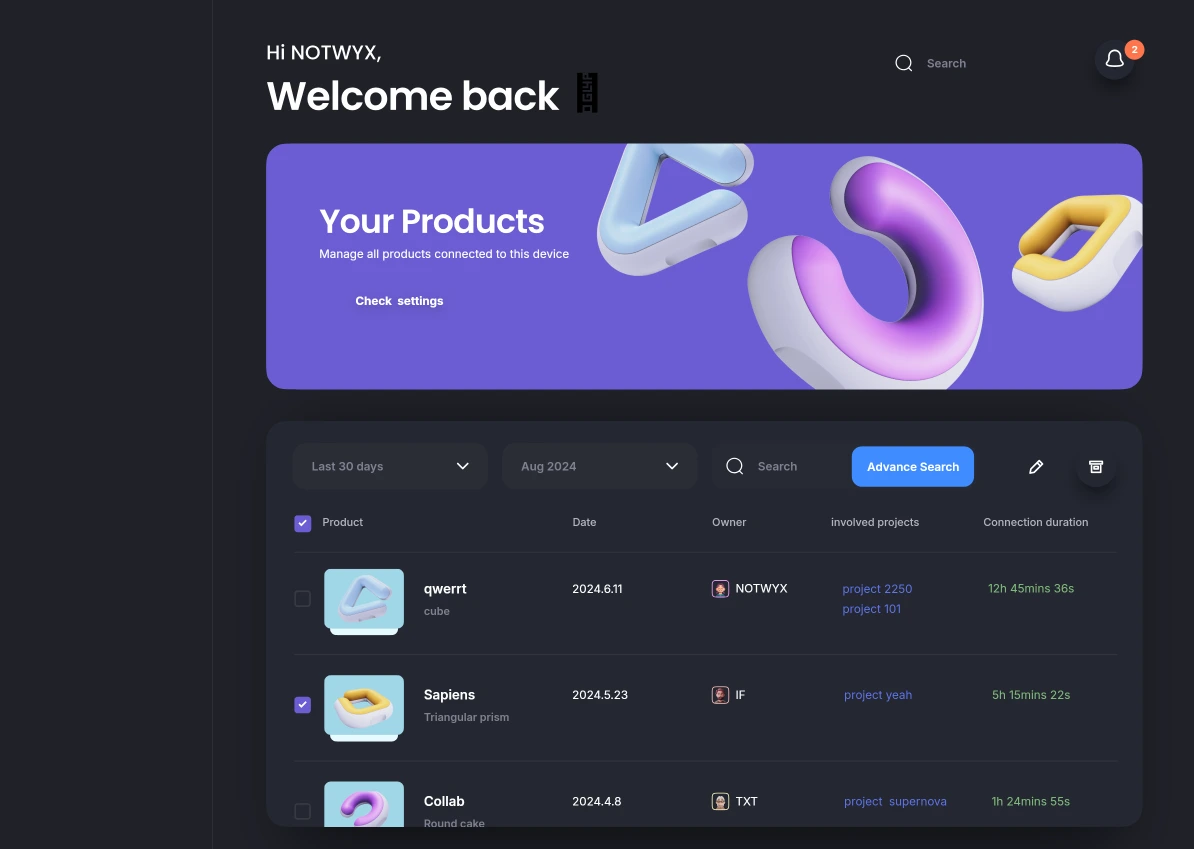 Hi NOTWYX,
Welcome back
Search
2
Your Products
Manage all products connected to this device
Check settings
Last 30 days
Aug 2024
Search
Advance Search
Product
Date
Owner
involved projects
Connection duration
qwerrt
cube
2024.6.11
NOTWYX
project 2250
project 101
12h 45mins 36s
Sapiens
Triangular prism
2024.5.23
IF
project yeah
5h 15mins 22s
Collab
Round cake
2024.4.8
TXT
project supernova
1h 24mins 55s